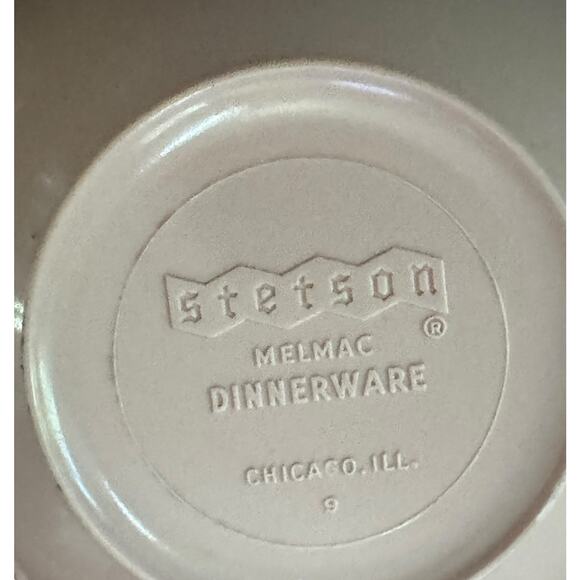 stetson
®
MELMAC
DINNERWARE
CHICAGO, ILL.
9